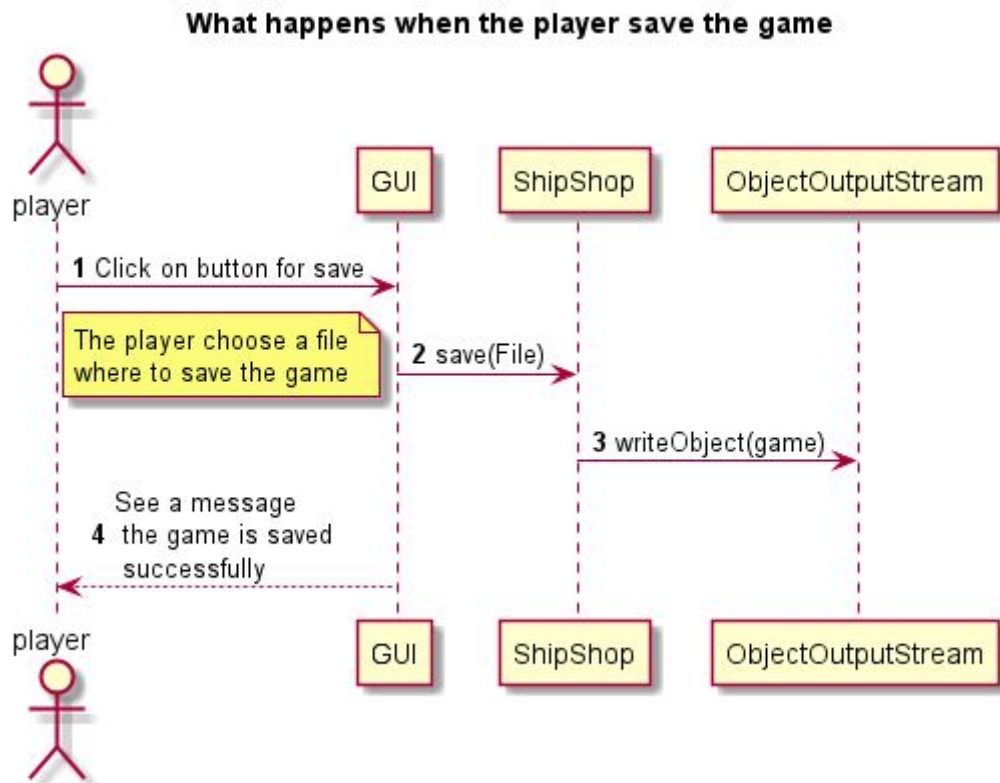 What happens when the player save the game
player
GUI
ShipShop
ObjectOutputStream
1 Click on button for save
The player choose a file
where to save the game
2 save(File)
3 writeObject(game)
See a message
4 the game is saved
successfully
player
GUI
ShipShop
ObjectOutputStream